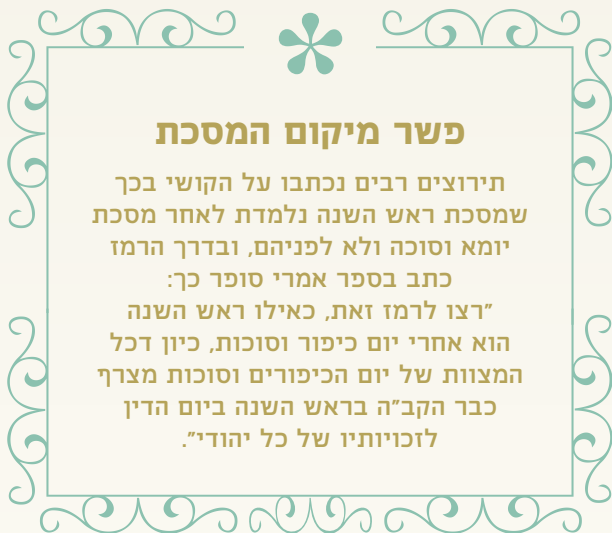 פשר מיקום המסכת
תירוצים רבים נכתבו על הקושי בכך
שמסכת ראש השנה נלמדת לאחר מסכת
יומא וסוכה ולא לפניהם, ובדרך הרמז
כתב בספר אמרי סופר כך:
"רצו לרמז זאת, כאילו ראש השנה
הוא אחרי יום כיפור וסוכות, כיון דכל
המצוות של יום הכיפורים וסוכות מצרף
כבר הקב"ה בראש השנה ביום הדין
לזכויותיו של כל יהודי".